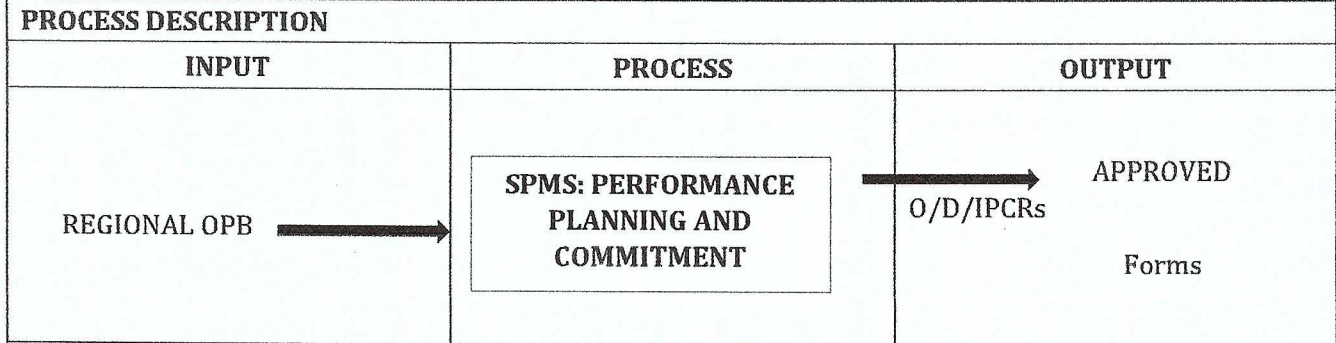 PROCESS DESCRIPTION
INPUT
PROCESS
OUTPUT
REGIONAL OPB
SPMS: PERFORMANCE
PLANNING AND
COMMITMENT
APPROVED
O/D/IPCRs
Forms